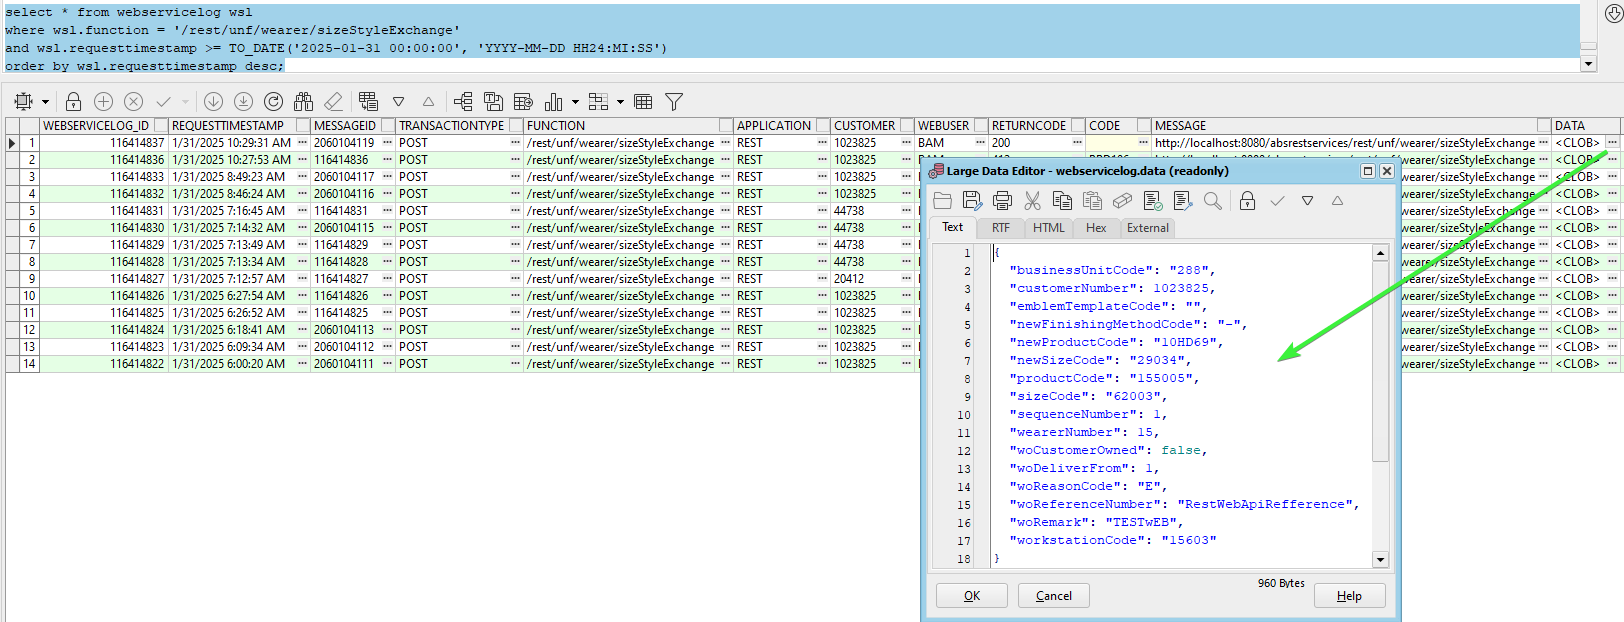 select * from webservicelog wsl
where wsl.function = '/rest/unf/wearer/sizeStyleExchange'
and wsl.requesttimestamp >= TO_DATE('2025-01-31 00:00:00', 'YYYY-MM-DD HH24:MI:SS')
order by wsl.requesttimestamp desc;
WEBSERVICELOG_ID REQUESTTIMESTAMP MESSAGEID TRANSACTIONTYPE FUNCTION APPLICATION CUSTOMER WEBUSER RETURNCODE CODE MESSAGE DATA
1 116414837 1/31/2025 10:29:31 AM 2060104119 POST /rest/unf/wearer/sizeStyleExchange REST 1023825 BAM 200 http://localhost:8080/absrestservices/rest/unf/wearer/sizeStyleExchange <CLOB>
2 116414836 1/31/2025 10:27:53 AM 116414836 POST /rest/unf/wearer/sizeStyleExchange REST 1023825 wearer/sizeStyleExchange <CLOB>
3 116414833 1/31/2025 8:49:23 AM 2060104117 POST /rest/unf/wearer/sizeStyleExchange REST 1023825 wearer/sizeStyleExchange <CLOB>
4 116414832 1/31/2025 8:46:24 AM 2060104116 POST /rest/unf/wearer/sizeStyleExchange REST 1023825 wearer/sizeStyleExchange <CLOB>
5 116414831 1/31/2025 7:16:45 AM 116414831 POST /rest/unf/wearer/sizeStyleExchange REST 44738 wearer/sizeStyleExchange <CLOB>
6 116414830 1/31/2025 7:14:32 AM 2060104115 POST /rest/unf/wearer/sizeStyleExchange REST 44738 wearer/sizeStyleExchange <CLOB>
7 116414829 1/31/2025 7:13:49 AM 116414829 POST /rest/unf/wearer/sizeStyleExchange REST 44738 wearer/sizeStyleExchange <CLOB>
8 116414828 1/31/2025 7:13:34 AM 116414828 POST /rest/unf/wearer/sizeStyleExchange REST 44738 wearer/sizeStyleExchange <CLOB>
9 116414827 1/31/2025 7:12:57 AM 116414827 POST /rest/unf/wearer/sizeStyleExchange REST 20412 wearer/sizeStyleExchange <CLOB>
10 116414826 1/31/2025 6:27:54 AM 116414826 POST /rest/unf/wearer/sizeStyleExchange REST 1023825 wearer/sizeStyleExchange <CLOB>
11 116414825 1/31/2025 6:26:52 AM 116414825 POST /rest/unf/wearer/sizeStyleExchange REST 1023825 wearer/sizeStyleExchange <CLOB>
12 116414824 1/31/2025 6:18:41 AM 2060104113 POST /rest/unf/wearer/sizeStyleExchange REST 1023825 wearer/sizeStyleExchange <CLOB>
13 116414823 1/31/2025 6:09:34 AM 2060104112 POST /rest/unf/wearer/sizeStyleExchange REST 1023825 wearer/sizeStyleExchange <CLOB>
14 116414822 1/31/2025 6:00:20 AM 2060104111 POST /rest/unf/wearer/sizeStyleExchange REST 1023825 wearer/sizeStyleExchange <CLOB>
Large Data Editor - webservicelog.data (readonly)
Text RTF HTML Hex External
1 {
2 "businessUnitCode": "288",
3 "customerNumber": 1023825,
4 "emblemTemplateCode": "",
5 "newFinishingMethodCode": "-",
6 "newProductCode": "10HD69",
7 "newSizeCode": "29034",
8 "productCode": "155005",
9 "sizeCode": "62003",
10 "sequenceNumber": 1,
11 "wearerNumber": 15,
12 "woCustomerOwned": false,
13 "woDeliverFrom": 1,
14 "woReasonCode": "E",
15 "woReferenceNumber": "RestWebApiRefference",
16 "woRemark": "TESTwEB",
17 "workstationCode": "15603"
18 }
960 Bytes
OK Cancel Help